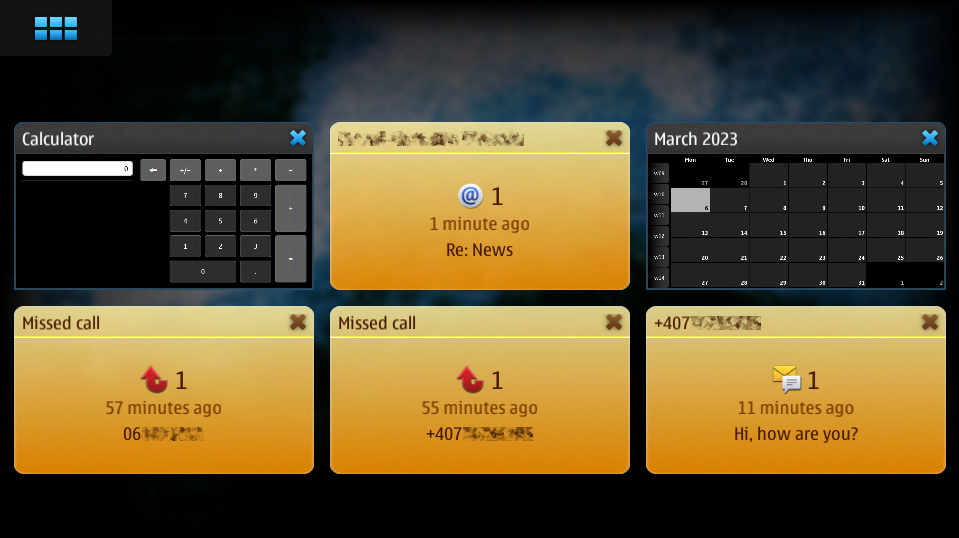 Calculator
0
+/-
÷
*
-
7
8
9
+
4
5
6
1
2
3
=
0
.
@ 1
1 minute ago
Re: News
March 2023
Mon Tue Wed Thu Fri Sat Sun
w09 27 28 1 2 3 4 5
w10 6 7 8 9 10 11 12
w11 13 14 15 16 17 18 19
w12 20 21 22 23 24 25 26
w13 27 28 29 30 31 1 2
w14
Missed call
1
57 minutes ago
06
Missed call
1
55 minutes ago
+407
+407
1
11 minutes ago
Hi, how are you?